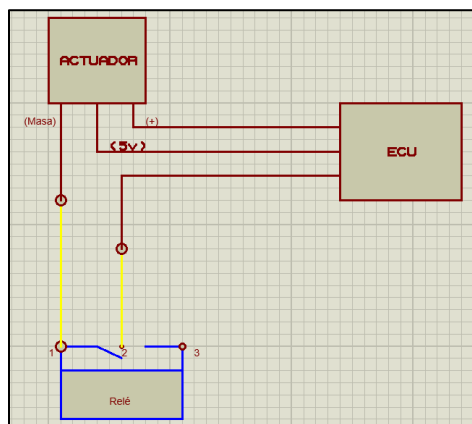 ACTUADOR
(Masa)
(+)
(5v)
ECU
1
2
3
Relé